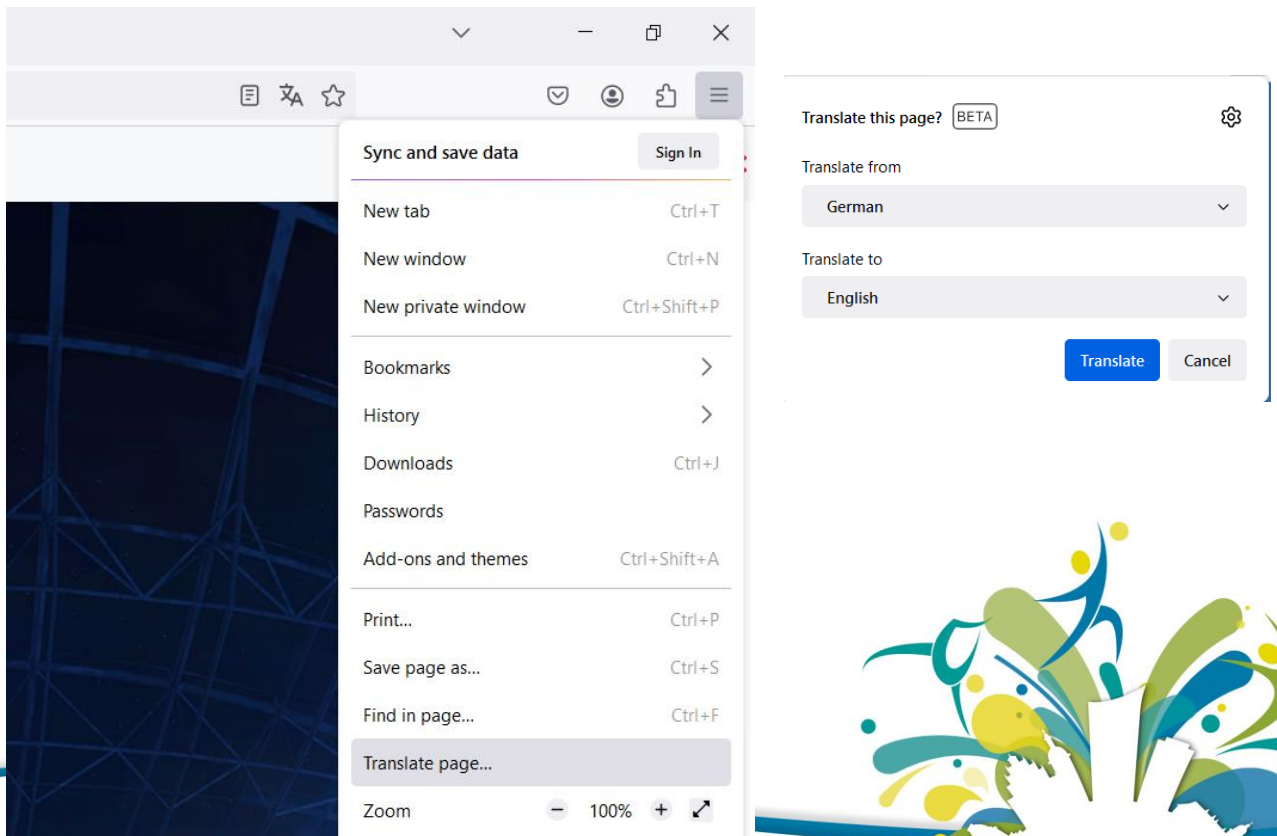 Sync and save data Sign In
New tab Ctrl+T
New window Ctrl+N
New private window Ctrl+Shift+P
Bookmarks
History
Downloads Ctrl+J
Passwords
Add-ons and themes Ctrl+Shift+A
Print... Ctrl+P
Save page as... Ctrl+S
Find in page... Ctrl+F
Translate page...
Zoom − 100% +
Translate this page? BETA
Translate from
German
Translate to
English
Translate Cancel